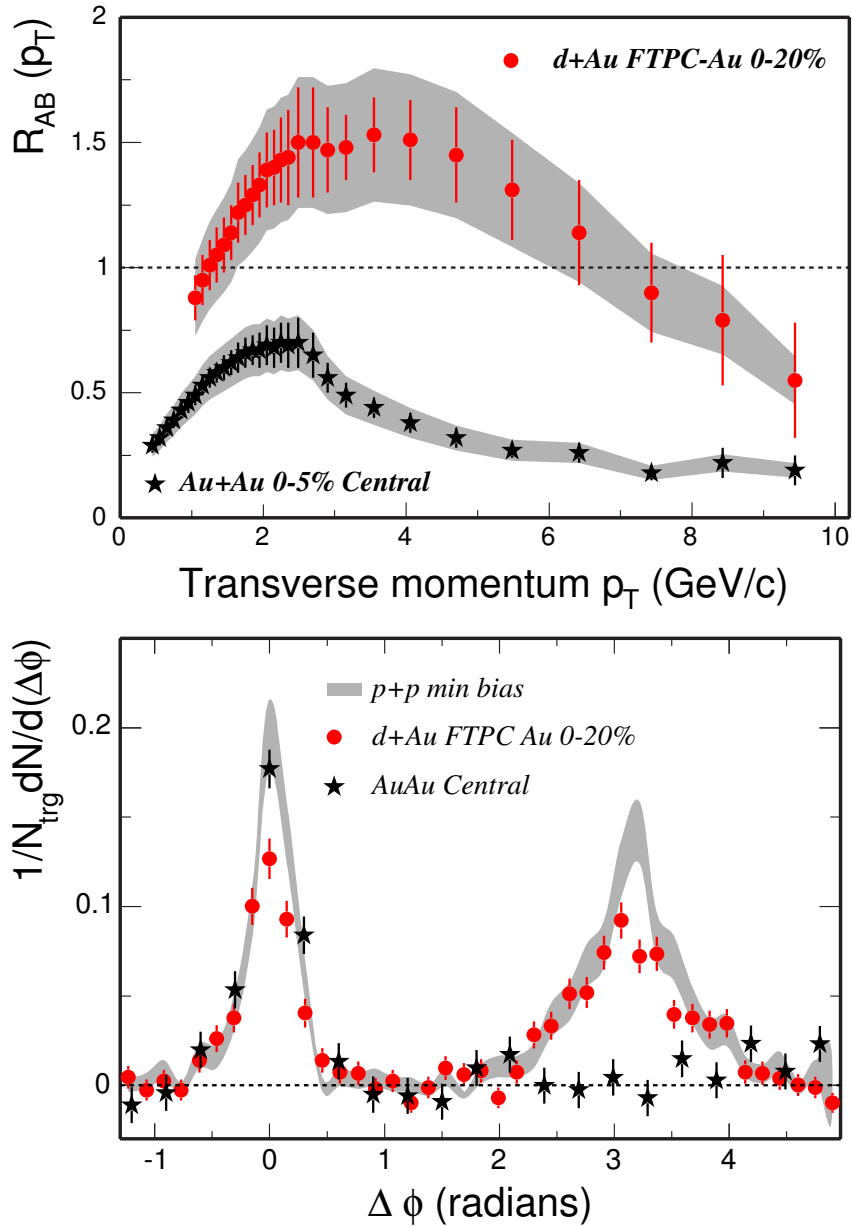 2
1.5
1
0.5
0
R_AB (p_T)
d+Au FTPC-Au 0-20%
Au+Au 0-5% Central
0 2 4 6 8 10
Transverse momentum p_T (GeV/c)
0.2
0.1
0
1/N_trg dN/d(Δϕ)
p+p min bias
d+Au FTPC Au 0-20%
AuAu Central
-1 0 1 2 3 4
Δ ϕ (radians)